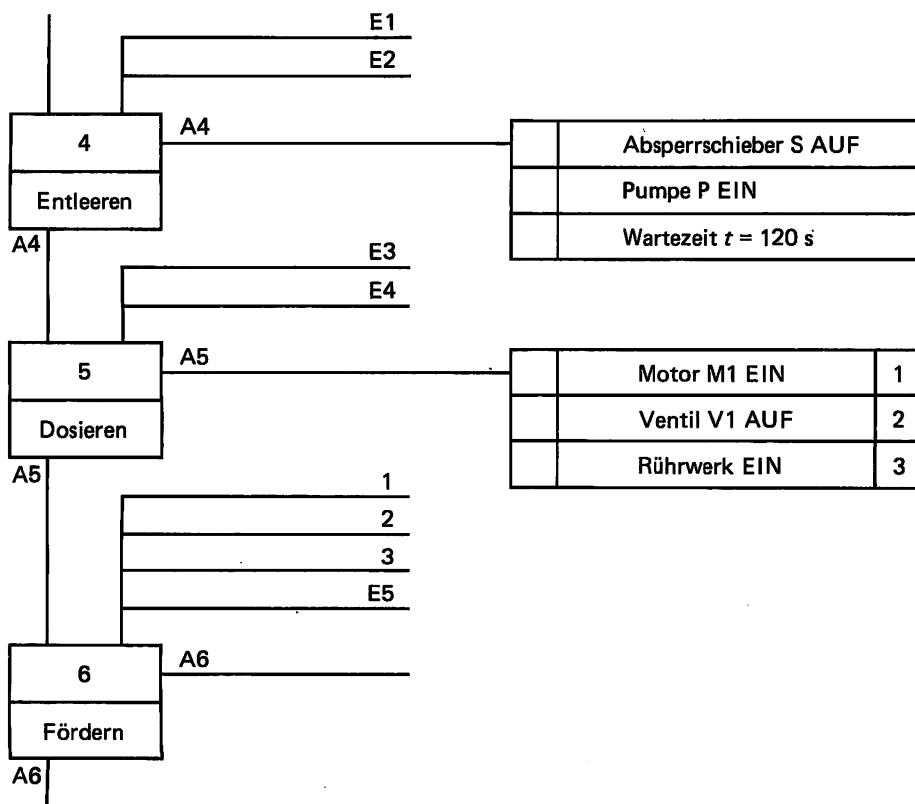 E1
E2
4
A4
Absperrschieber S AUF
Entleeren
Pumpe P EIN
A4
Wartezeit t = 120 s
E3
E4
5
A5
Motor M1 EIN 1
Dosieren
Ventil V1 AUF 2
A5
Rührwerk EIN 3
1
2
3
E5
6
A6
Fördern
A6